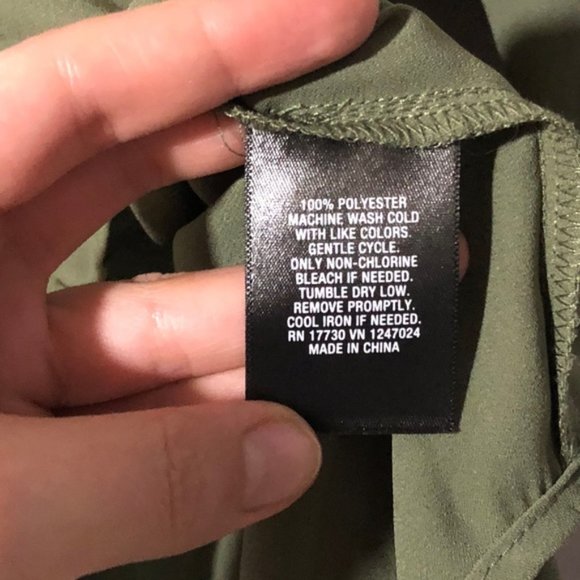 100% POLYESTER
MACHINE WASH COLD
WITH LIKE COLORS.
GENTLE CYCLE.
ONLY NON-CHLORINE
BLEACH IF NEEDED.
TUMBLE DRY LOW.
REMOVE PROMPTLY.
COOL IRON IF NEEDED.
RN 17730 VN 1247024
MADE IN CHINA